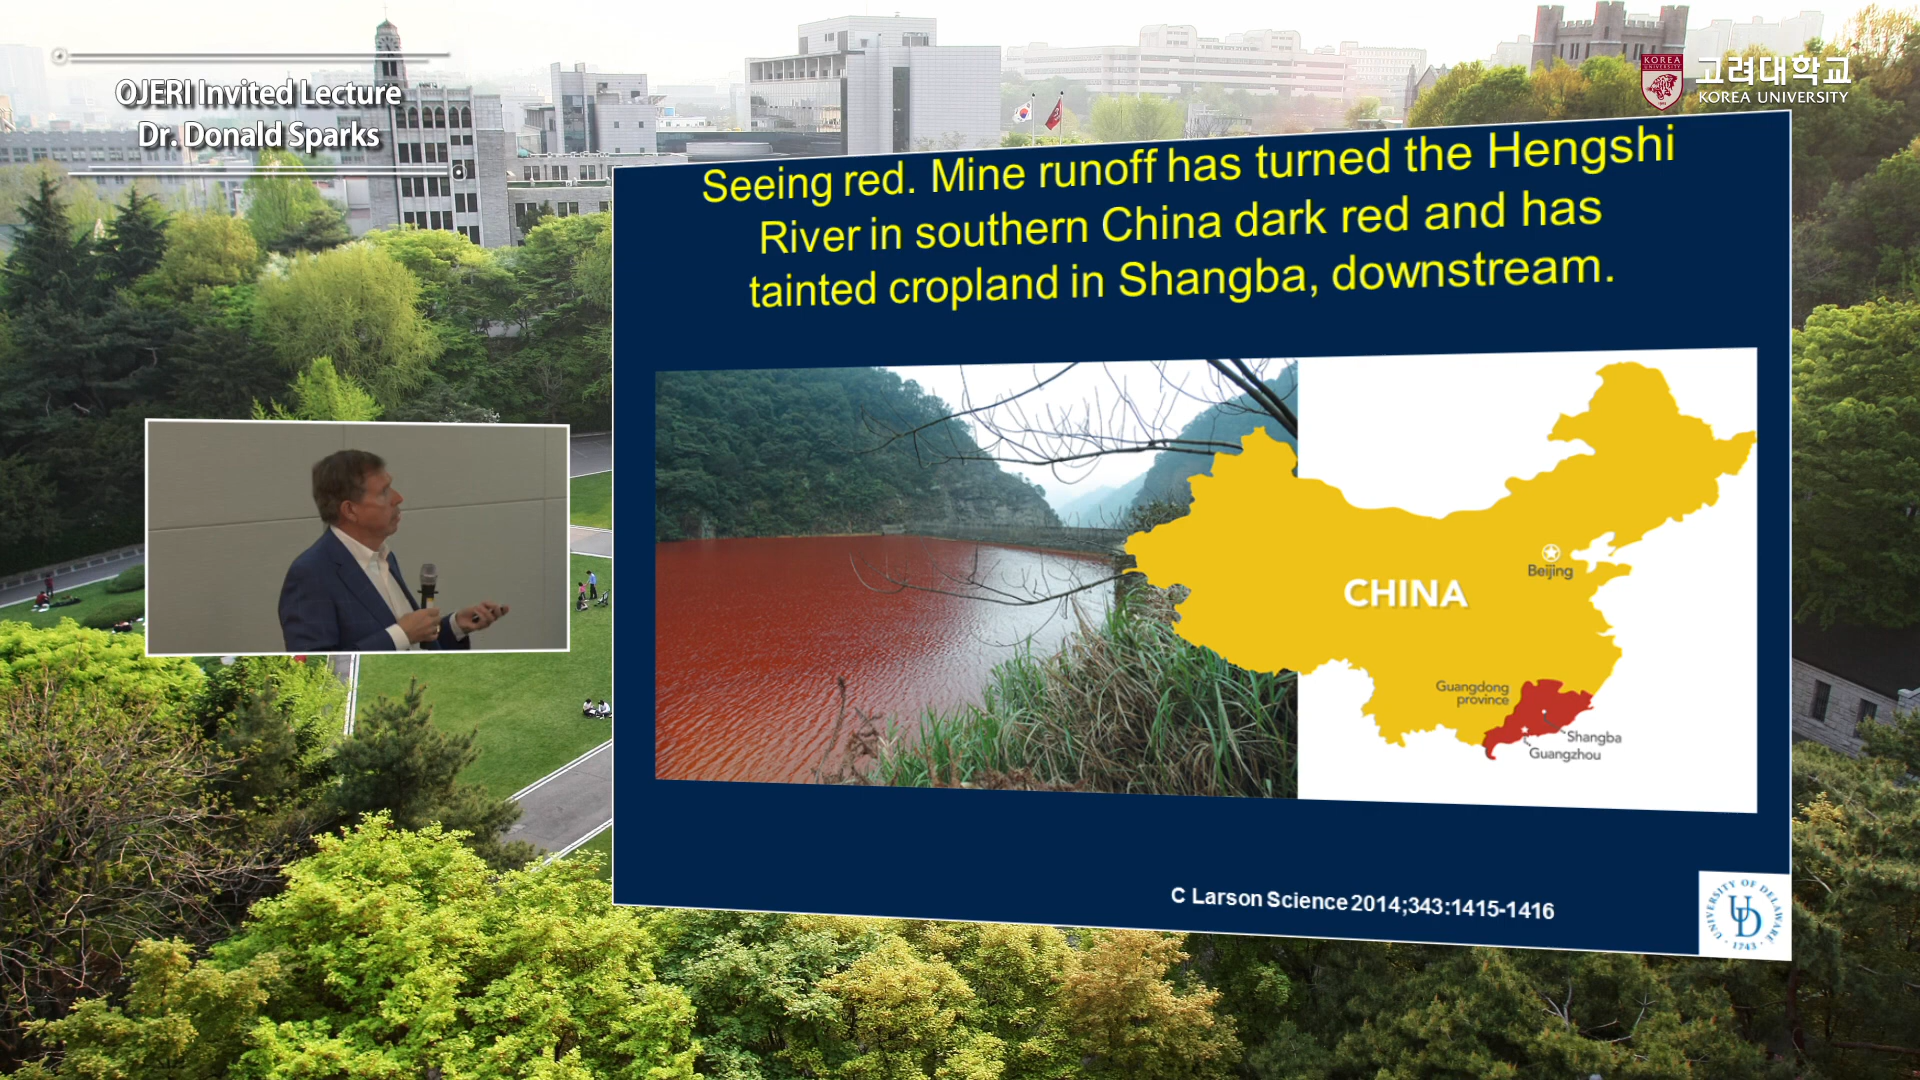 OJERI Invited Lecture
Dr. Donald Sparks
KOREA
UNIVERSITY
고려대학교
KOREA UNIVERSITY
Seeing red. Mine runoff has turned the Hengshi
River in southern China dark red and has
tainted cropland in Shangba, downstream.
CHINA
Beijing
Guangdong
province
Shangba
Guangzhou
C Larson Science 2014;343:1415-1416
UNIVERSITY OF DELAWARE
UD
1743